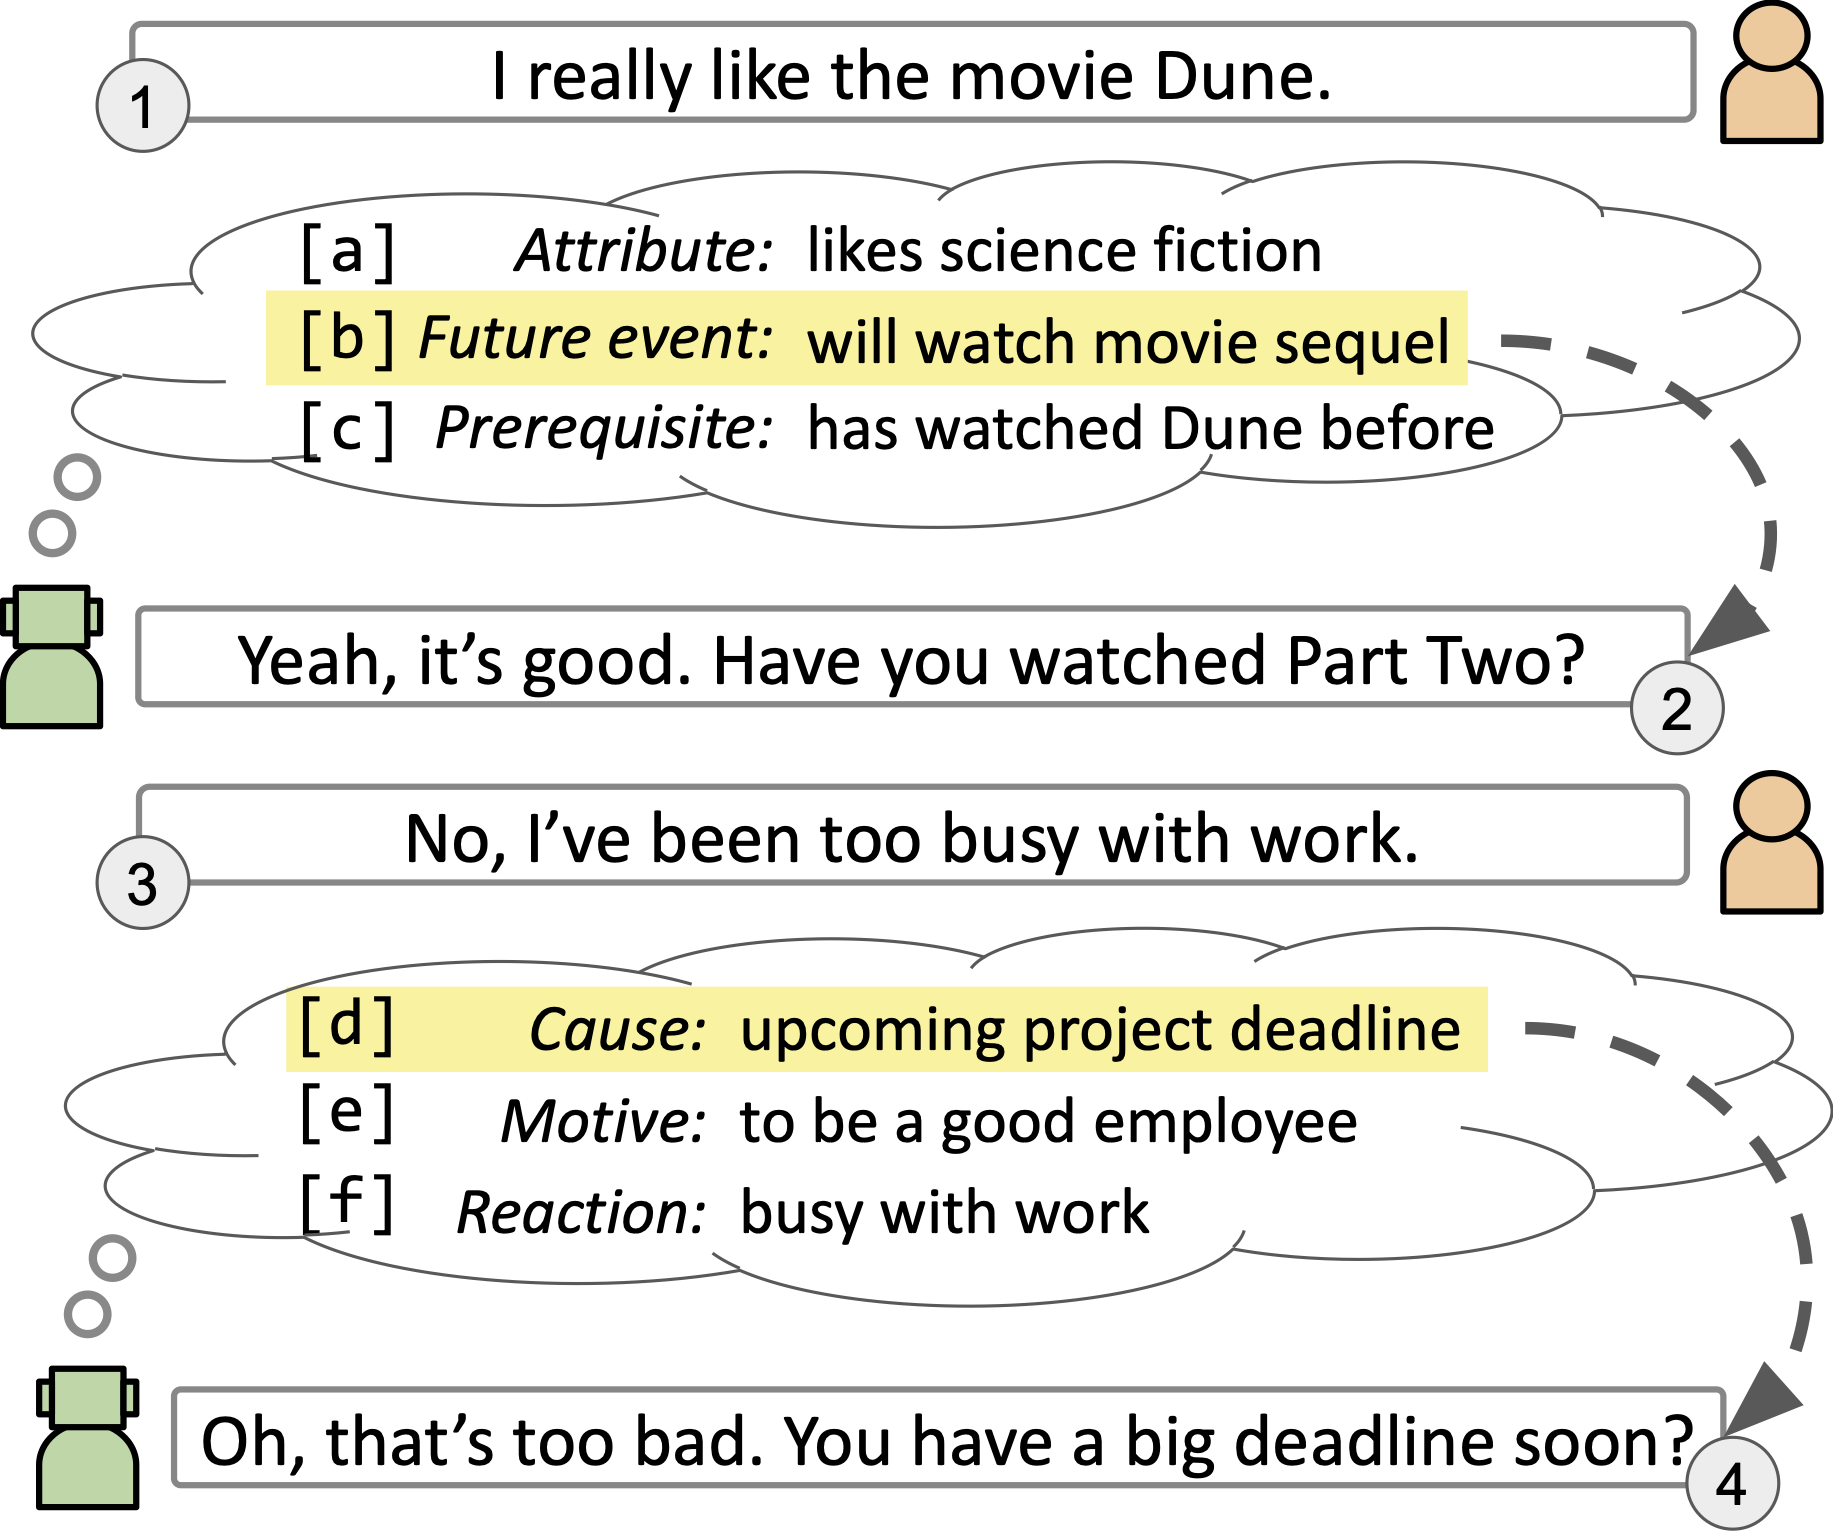 I really like the movie Dune.
1
[a] Attribute: likes science fiction
[b] Future event: will watch movie sequel
[c] Prerequisite: has watched Dune before
Yeah, it’s good. Have you watched Part Two?
2
No, I’ve been too busy with work.
3
[d] Cause: upcoming project deadline
[e] Motive: to be a good employee
[f] Reaction: busy with work
Oh, that’s too bad. You have a big deadline soon?
4